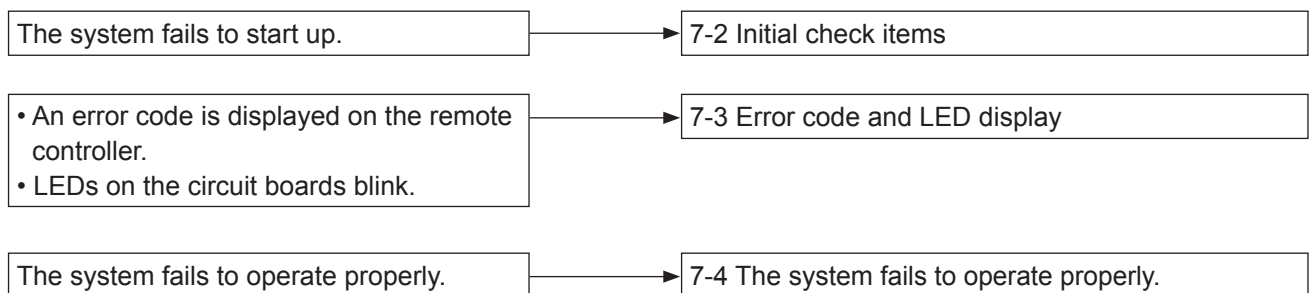 The system fails to start up.
7-2 Initial check items
• An error code is displayed on the remote
controller.
• LEDs on the circuit boards blink.
7-3 Error code and LED display
The system fails to operate properly.
7-4 The system fails to operate properly.